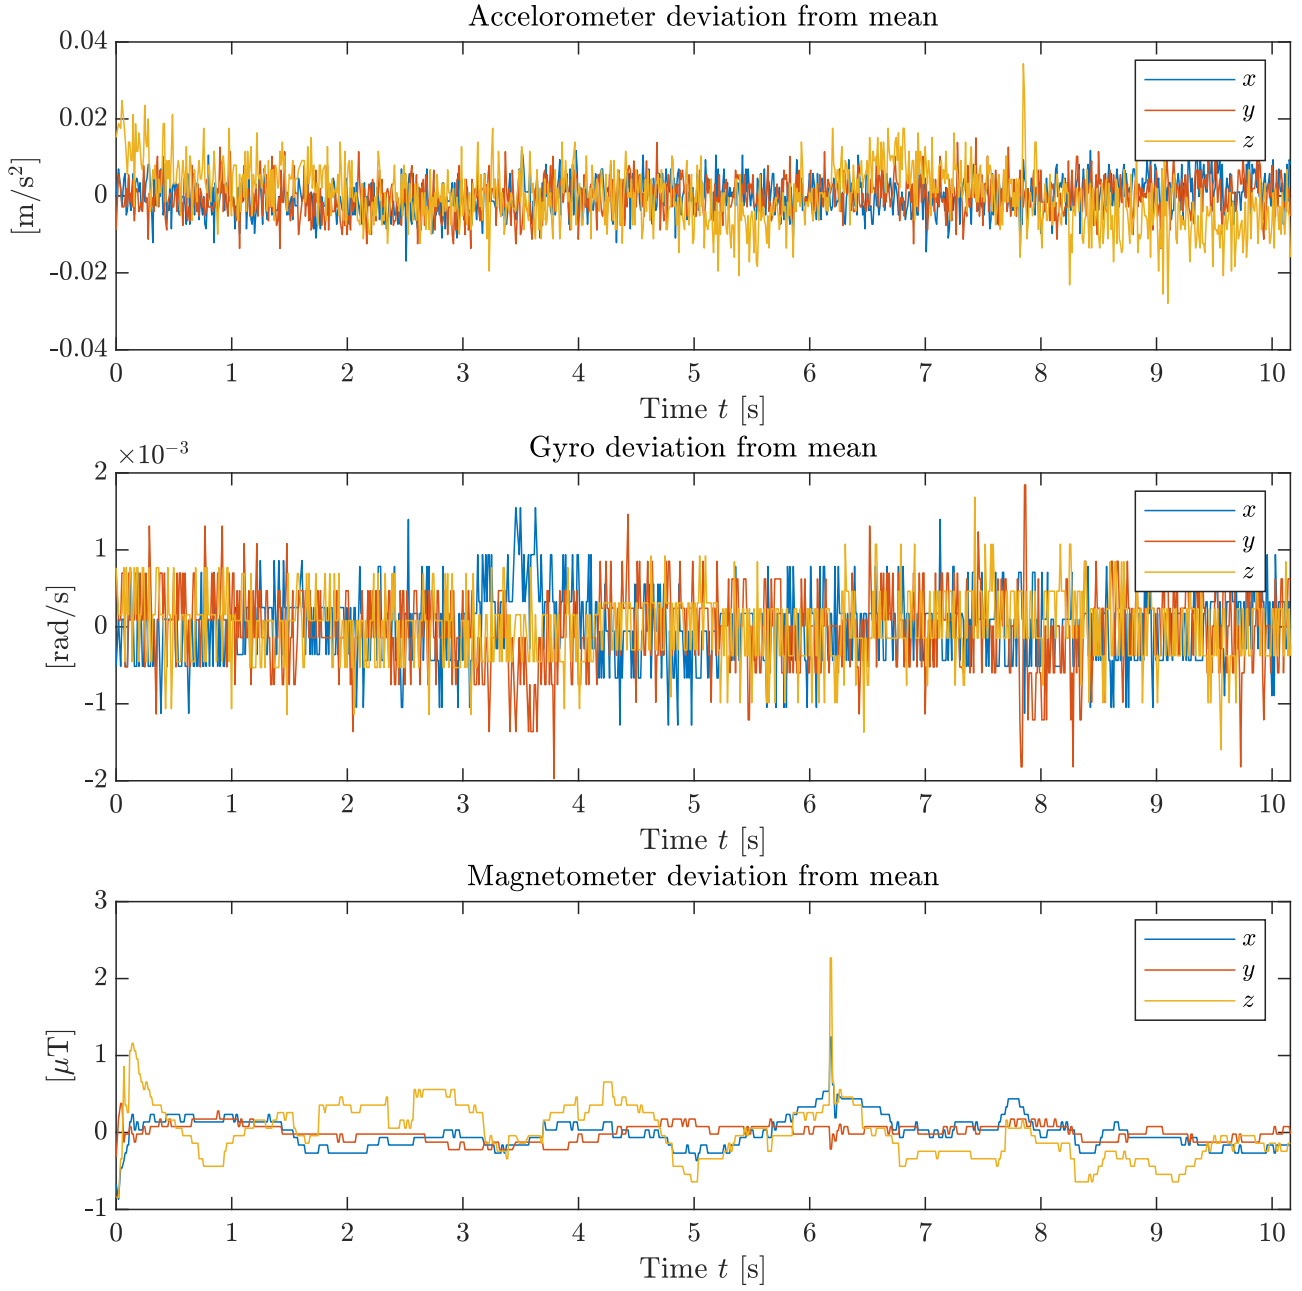 Accelorometer deviation from mean
0.04
0.02
0
-0.02
-0.04
[m/s²]
x
y
z
0 1 2 3 4 5 6 7 8 9 10
Time t [s]
Gyro deviation from mean
×10⁻³
2
1
0
-1
-2
[rad/s]
x
y
z
0 1 2 3 4 5 6 7 8 9 10
Time t [s]
Magnetometer deviation from mean
3
2
1
0
-1
[μT]
x
y
z
0 1 2 3 4 5 6 7 8 9 10
Time t [s]